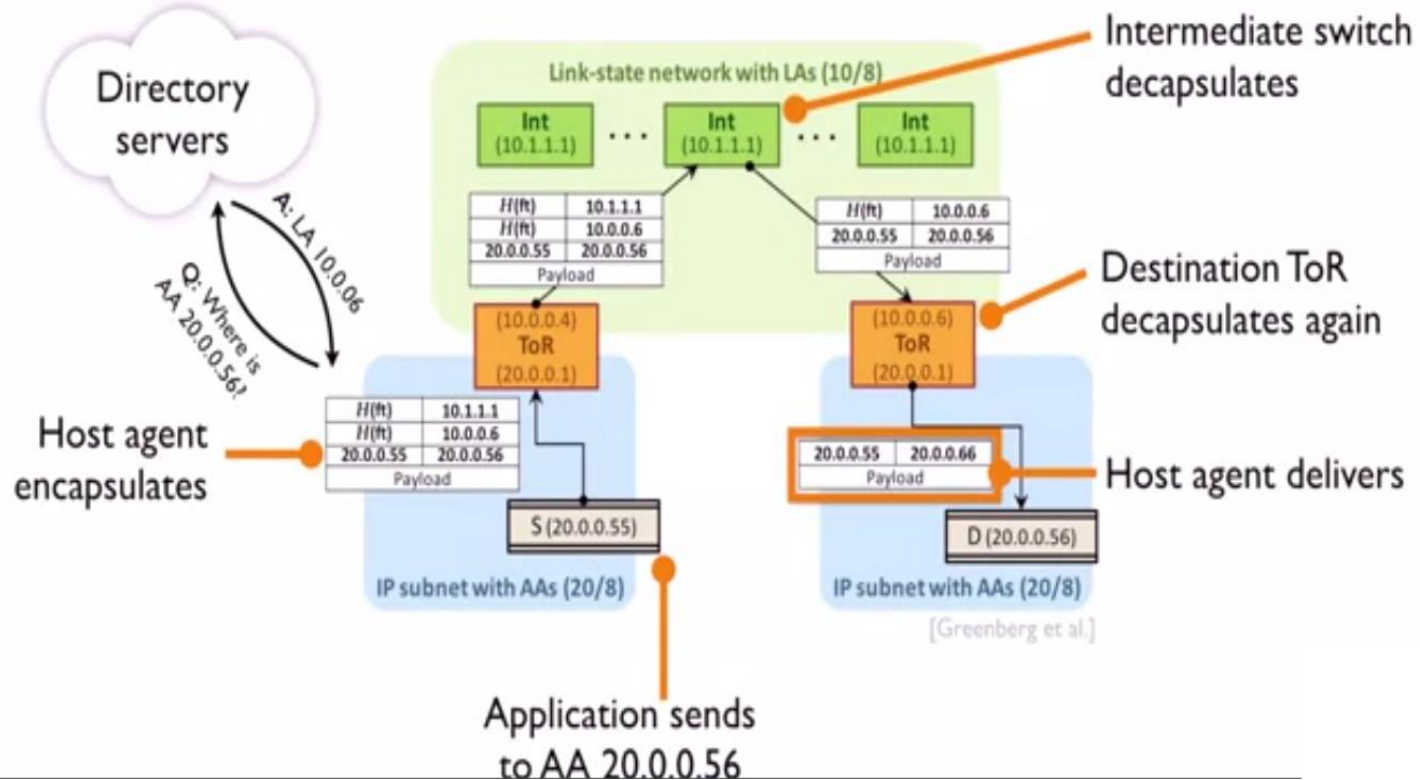 Directory
servers
A: LA 10.0.06
Q: Where is
AA 20.0.0.56?
Link-state network with LAs (10/8)
Int
(10.1.1.1)
...
Int
(10.1.1.1)
...
Int
(10.1.1.1)
Intermediate switch
decapsulates
H(ft) 10.1.1.1
H(ft) 10.0.0.6
20.0.0.55 20.0.0.56
Payload
H(ft) 10.0.0.6
20.0.0.55 20.0.0.56
Payload
(10.0.0.4)
ToR
(20.0.0.1)
(10.0.0.6)
ToR
(20.0.0.1)
Destination ToR
decapsulates again
Host agent
encapsulates
H(ft) 10.1.1.1
H(ft) 10.0.0.6
20.0.0.55 20.0.0.56
Payload
20.0.0.55 20.0.0.66
Payload
Host agent delivers
S (20.0.0.55)
D (20.0.0.56)
IP subnet with AAs (20/8)
IP subnet with AAs (20/8)
[Greenberg et al.]
Application sends
to AA 20.0.0.56